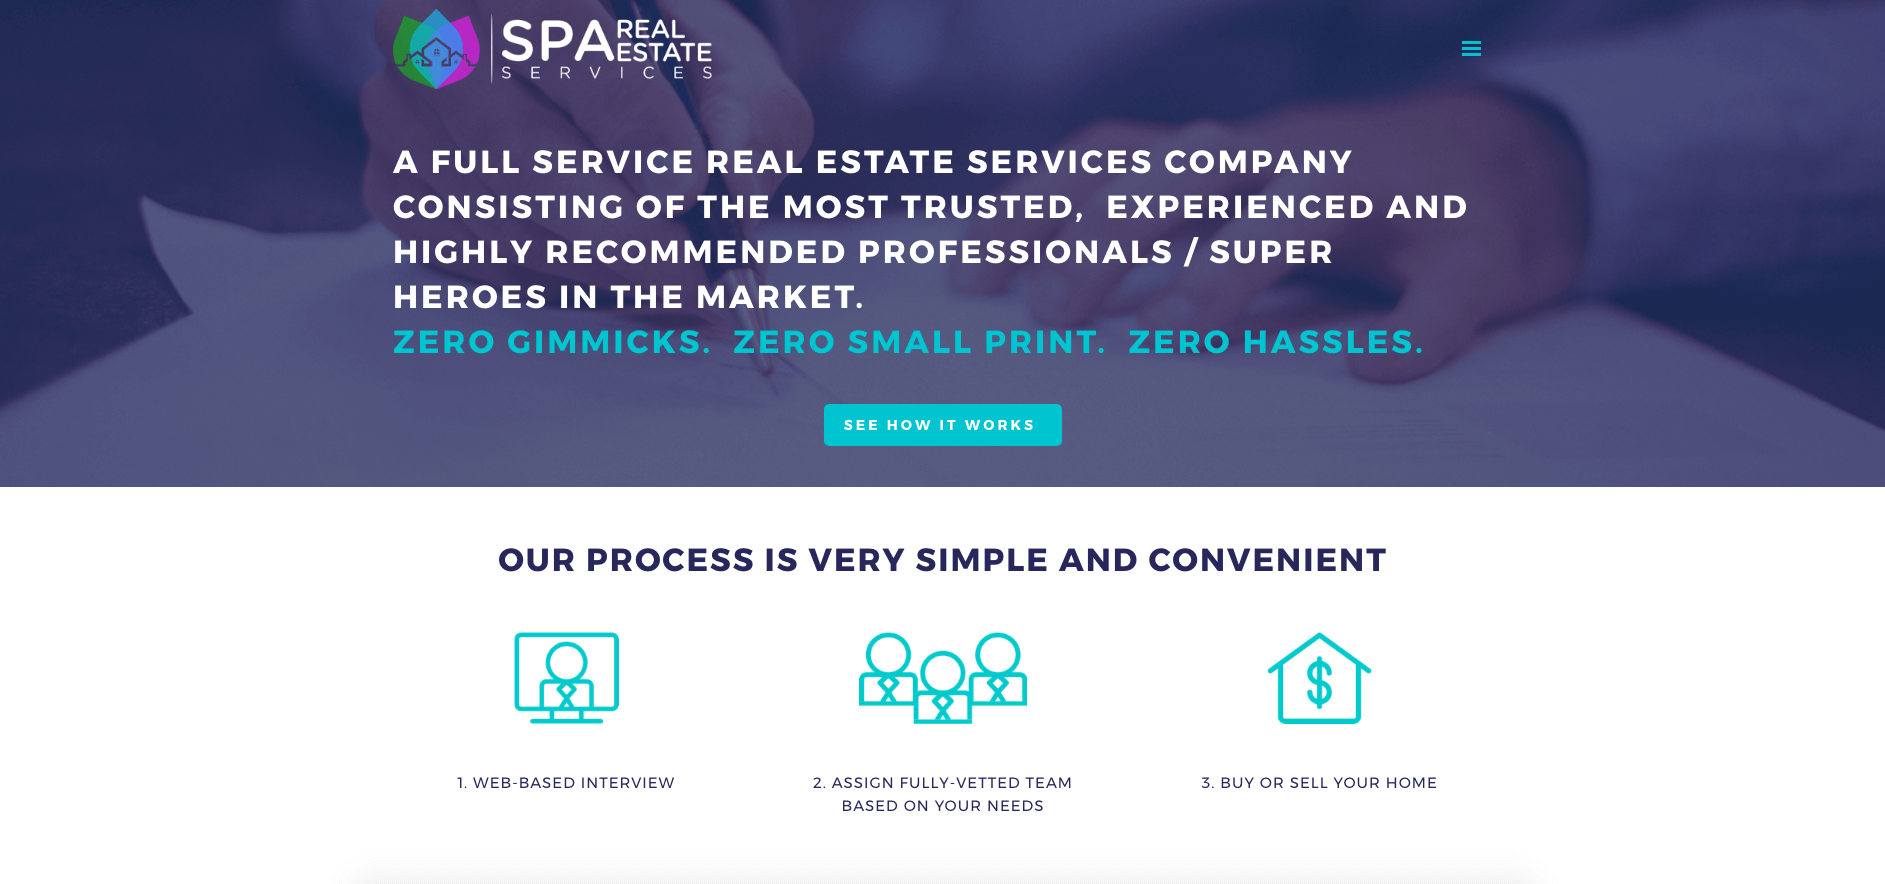 SPA REAL ESTATE
SERVICES
A FULL SERVICE REAL ESTATE SERVICES COMPANY
CONSISTING OF THE MOST TRUSTED, EXPERIENCED AND
HIGHLY RECOMMENDED PROFESSIONALS / SUPER
HEROES IN THE MARKET.
ZERO GIMMICKS. ZERO SMALL PRINT. ZERO HASSLES.
SEE HOW IT WORKS
OUR PROCESS IS VERY SIMPLE AND CONVENIENT
$
1. WEB-BASED INTERVIEW
2. ASSIGN FULLY-VETTED TEAM
BASED ON YOUR NEEDS
3. BUY OR SELL YOUR HOME